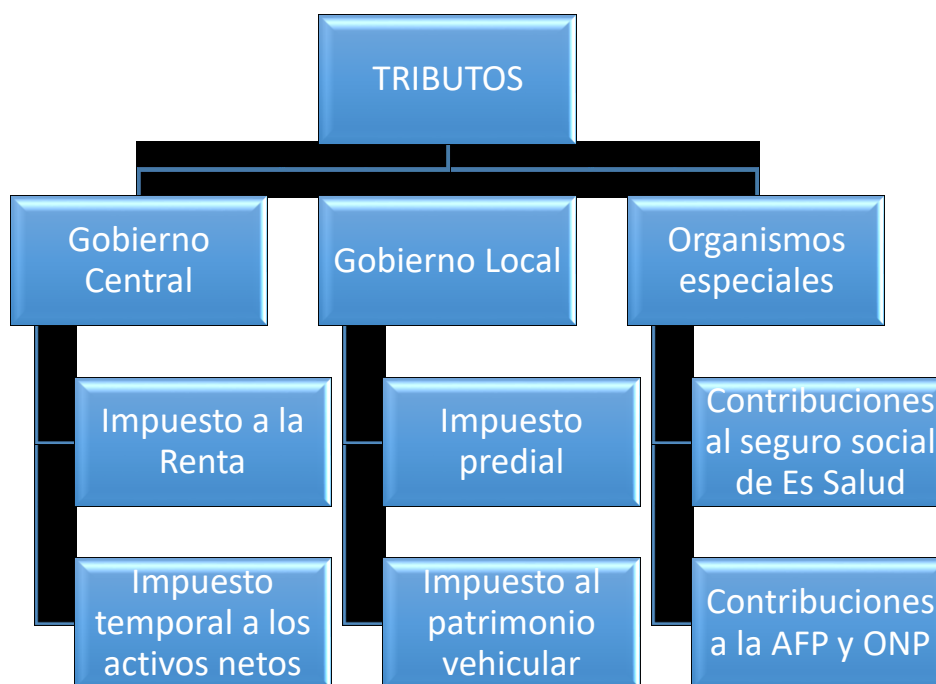 TRIBUTOS
Gobierno
Central
Gobierno Local
Organismos
especiales
Impuesto a la
Renta
Impuesto
predial
Contribuciones
al seguro social
de Es Salud
Impuesto
temporal a los
activos netos
Impuesto al
patrimonio
vehicular
Contribuciones
a la AFP y ONP